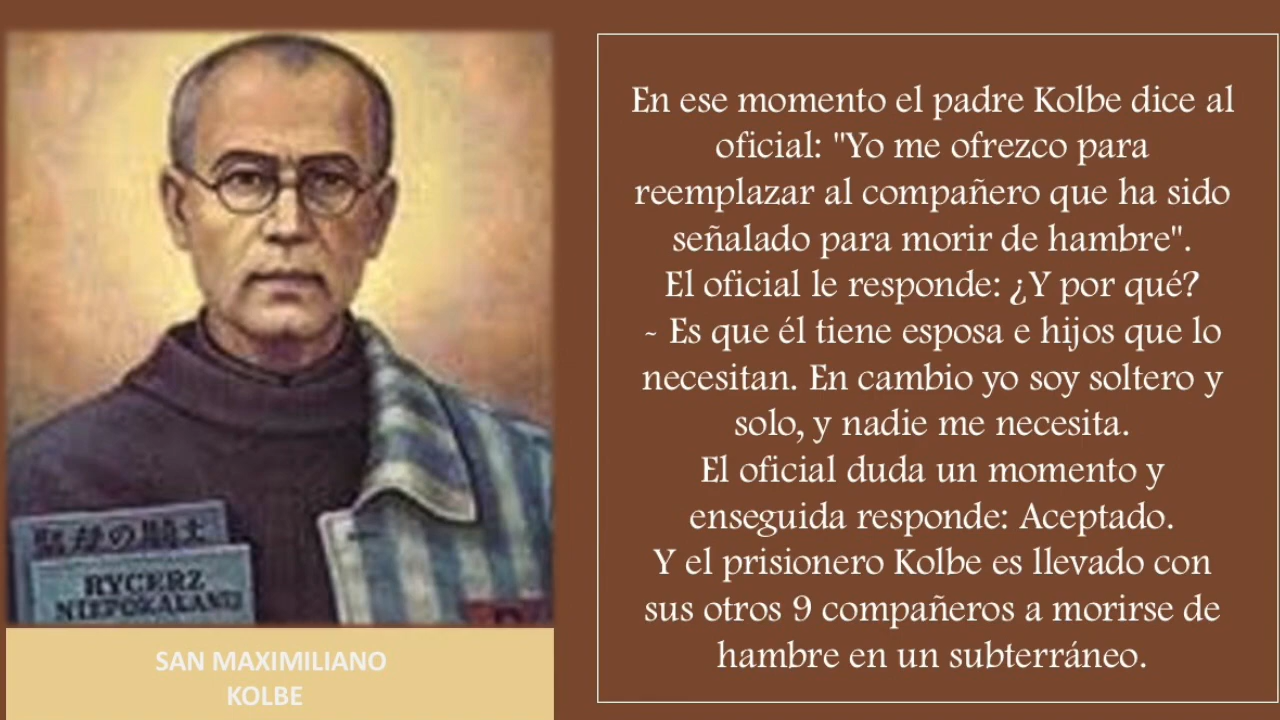 En ese momento el padre Kolbe dice al
oficial: "Yo me ofrezco para
reemplazar al compañero que ha sido
señalado para morir de hambre".
El oficial le responde: ¿Y por qué?
- Es que él tiene esposa e hijos que lo
necesitan. En cambio yo soy soltero y
solo, y nadie me necesita.
El oficial duda un momento y
enseguida responde: Aceptado.
Y el prisionero Kolbe es llevado con
sus otros 9 compañeros a morirse de
hambre en un subterráneo.
の騎士
RYCERZ
SAN MAXIMILIANO
KOLBE